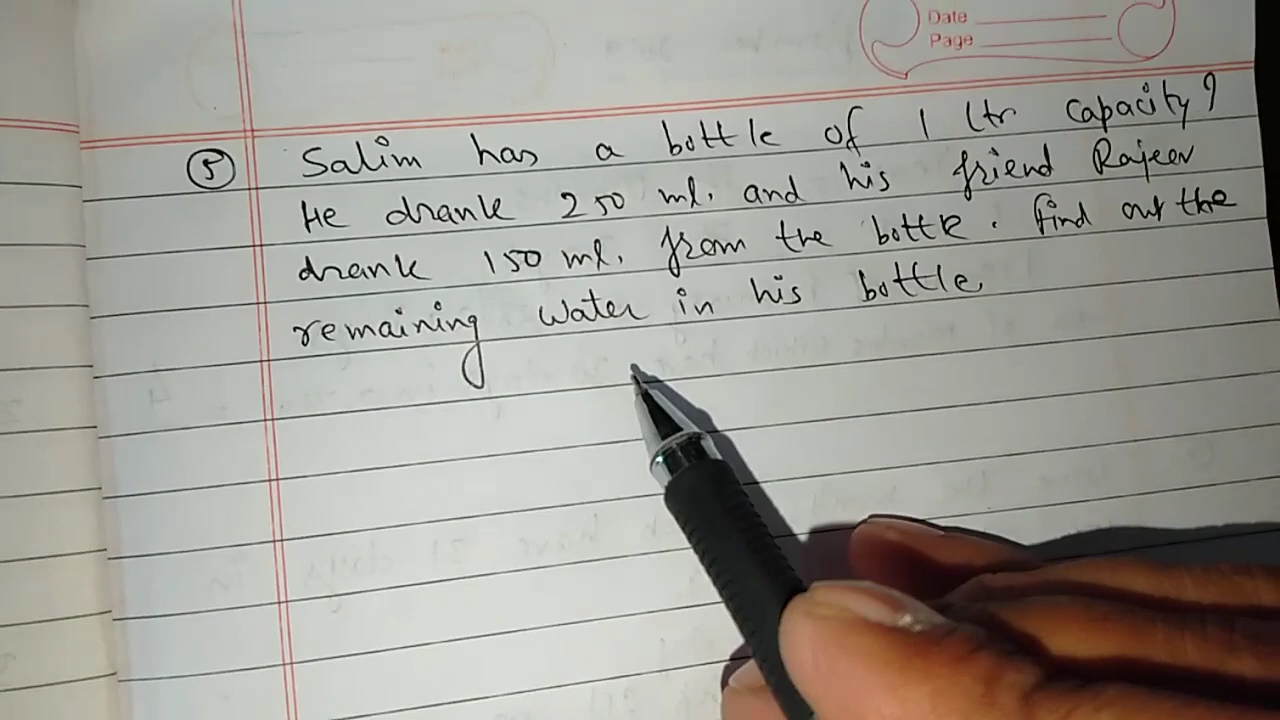 Date
Page
5 Salim has a bottle of 1 ltr capacity?
He drank 250 ml. and his friend Rajeev
drank 150 ml. from the bottle. Find out the
remaining water in his bottle.